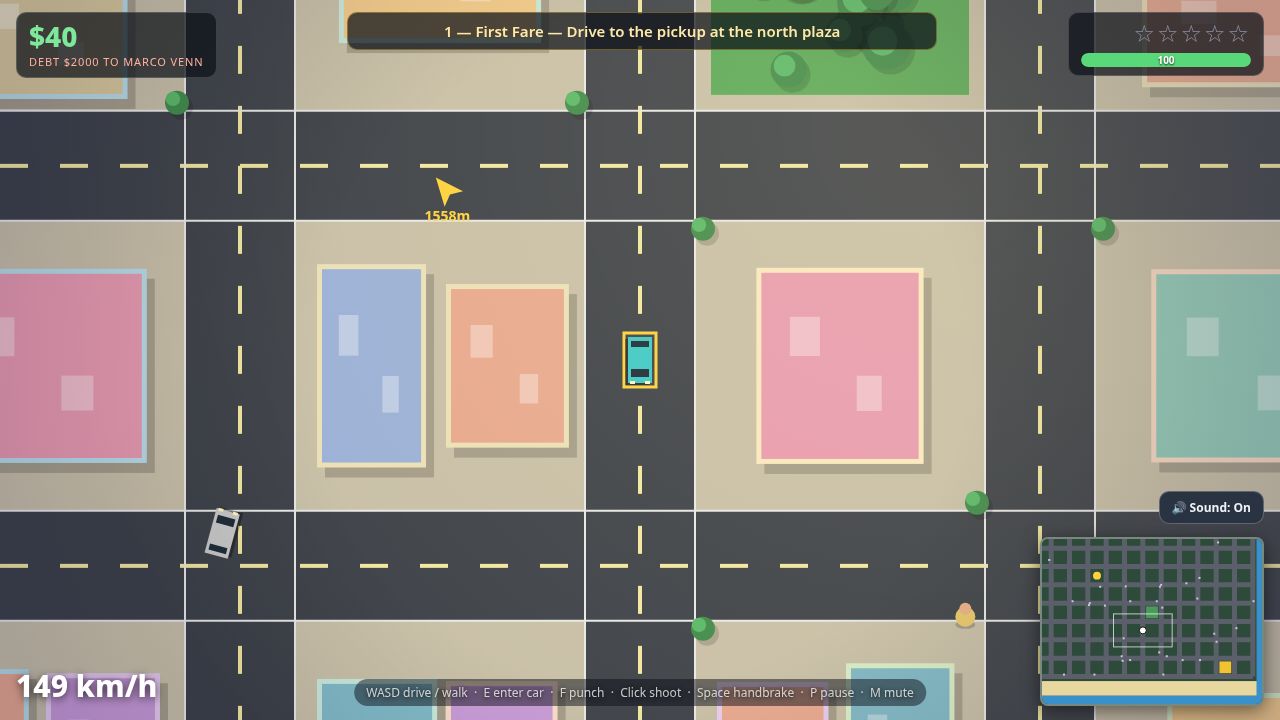 $40
DEBT $2000 TO MARCO VENN
1 — First Fare — Drive to the pickup at the north plaza
☆☆☆☆☆
100
1558m
🔊 Sound: On
149 km/h
WASD drive / walk · E enter car · F punch · Click shoot · Space handbrake · P pause · M mute